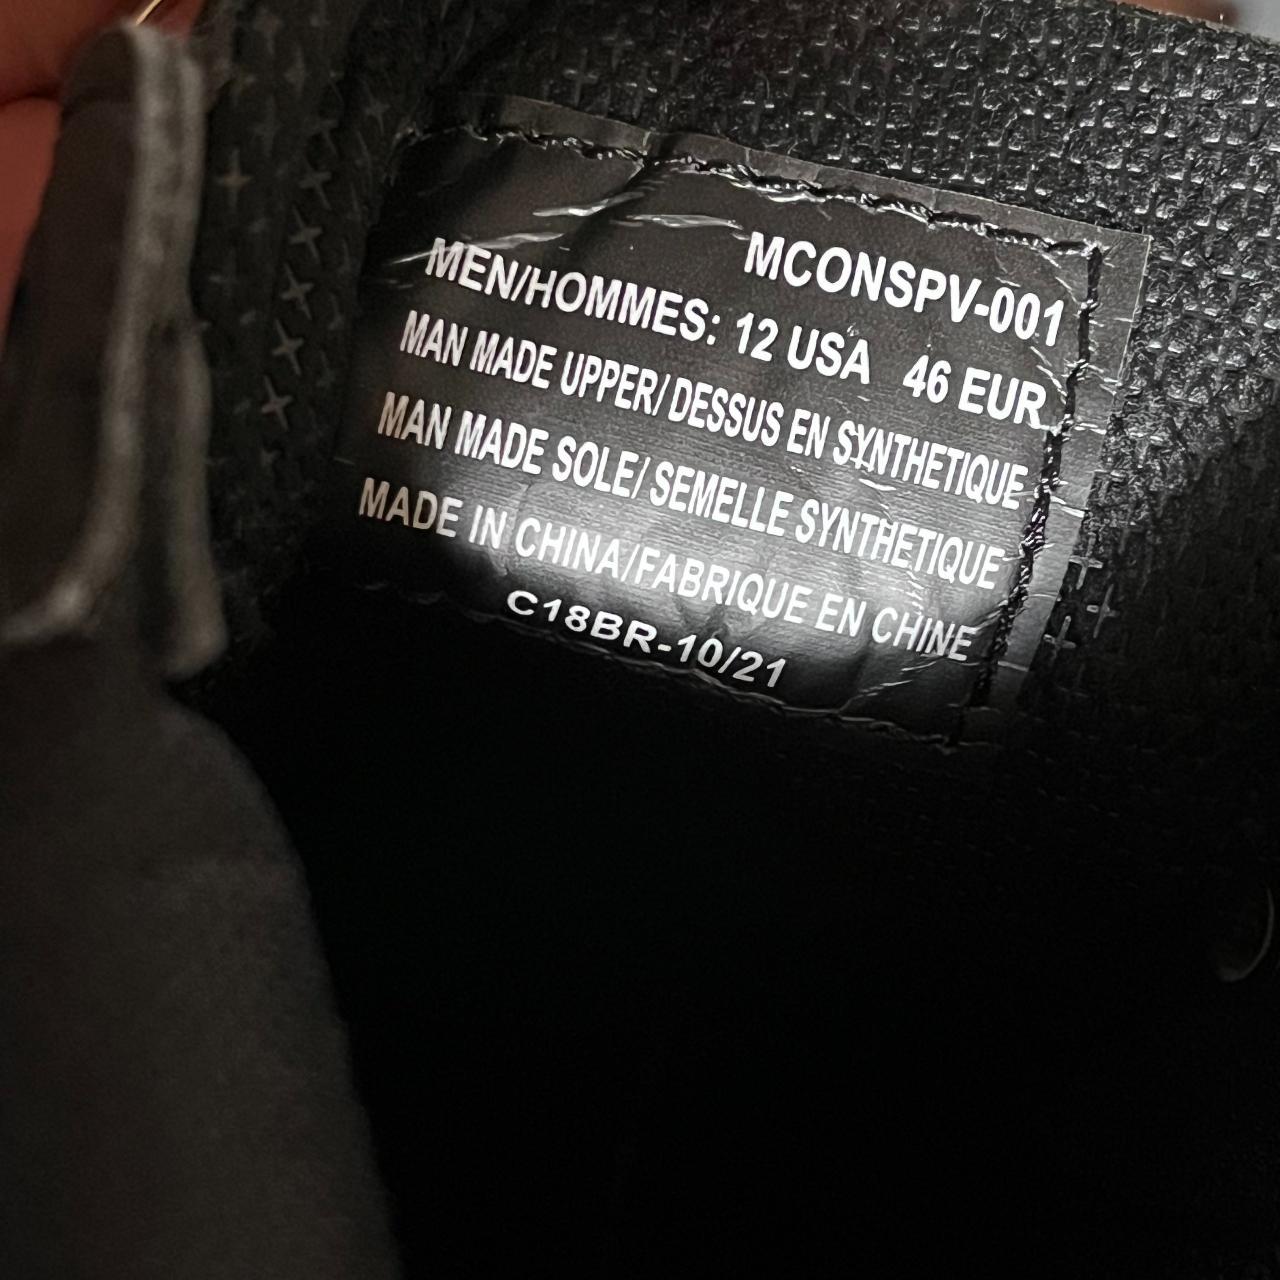 MCONSPV-001
MEN/HOMMES: 12 USA 46 EUR
MAN MADE UPPER/ DESSUS EN SYNTHETIQUE
MAN MADE SOLE/ SEMELLE SYNTHETIQUE
MADE IN CHINA/FABRIQUE EN CHINE
C18BR-10/21